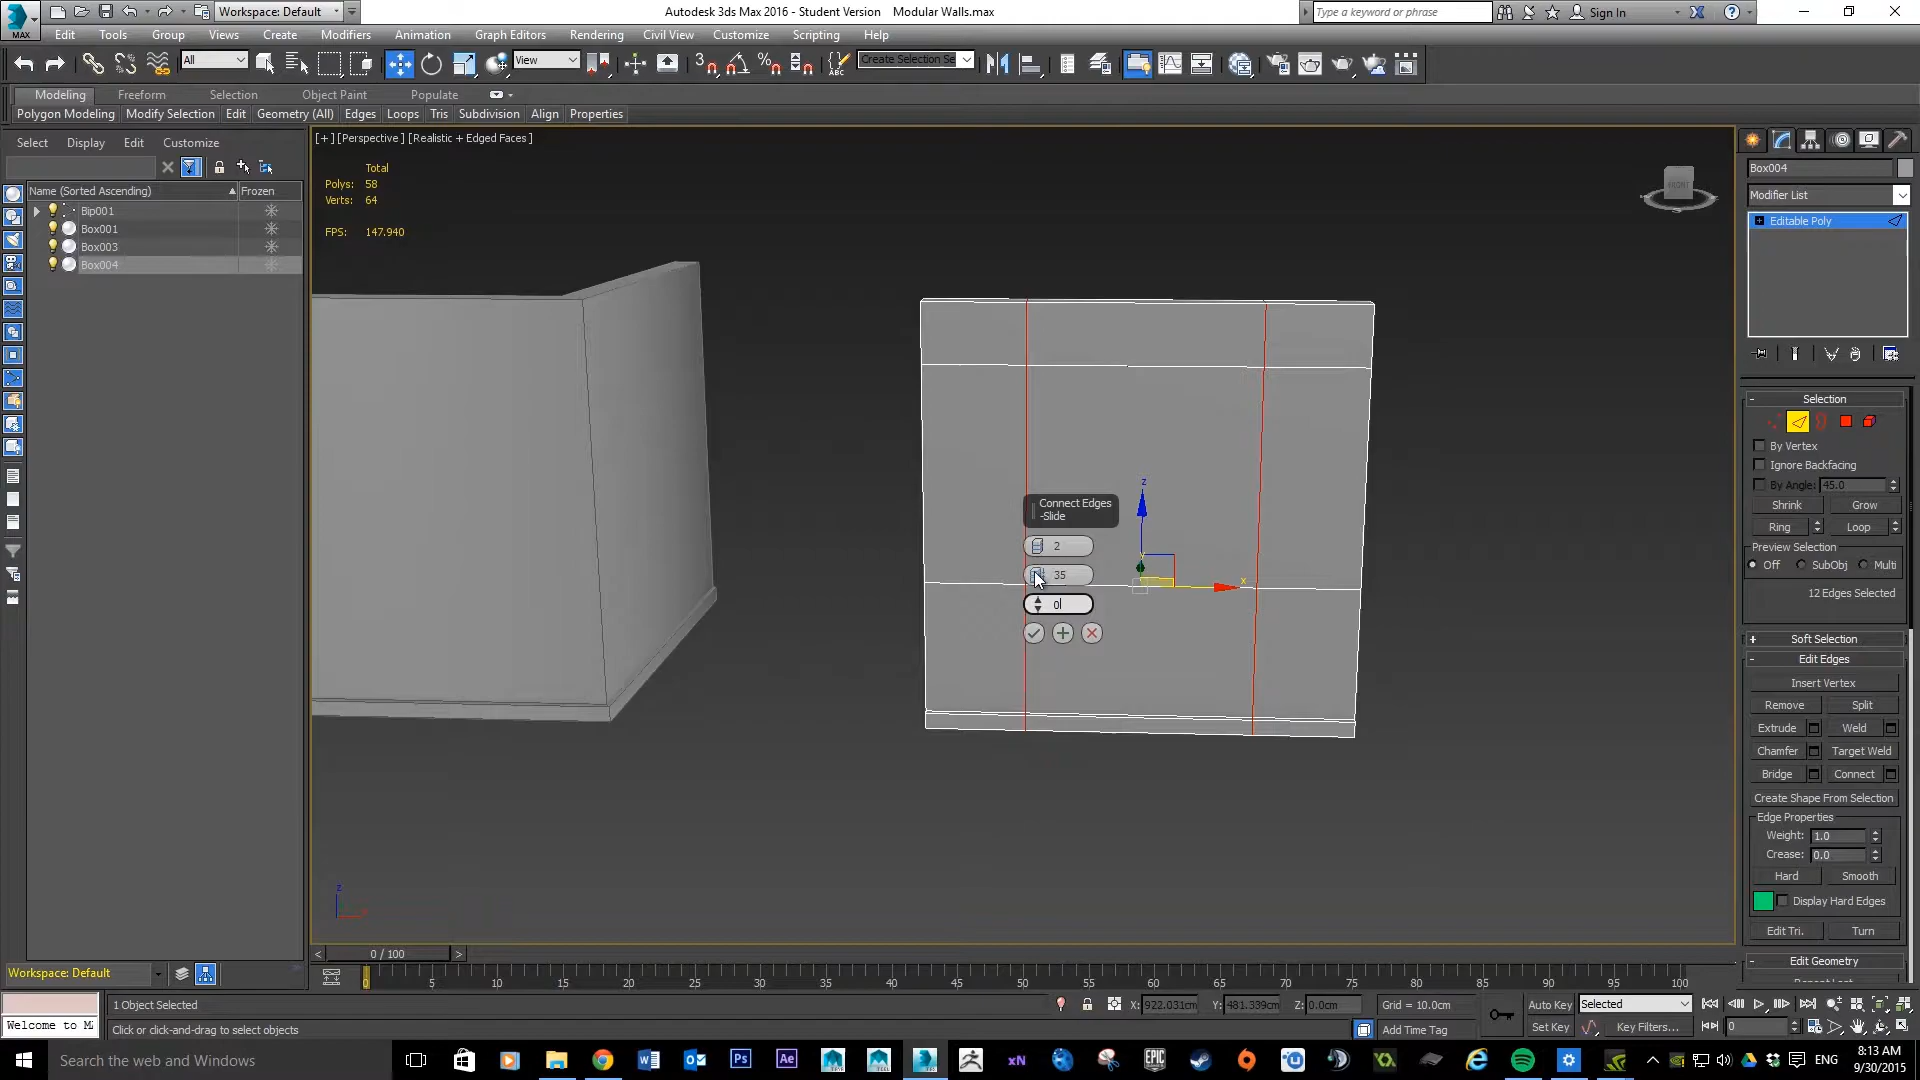 Workspace: Default
Autodesk 3ds Max 2016 - Student Version    Modular Walls.max
Type a keyword or phrase
Sign In
MAX
Edit Tools Group Views Create Modifiers Animation Graph Editors Rendering Civil View Customize Scripting Help
All
View
Create Selection Se
Modeling Freeform Selection Object Paint Populate
Polygon Modeling Modify Selection Edit Geometry (All) Edges Loops Tris Subdivision Align Properties
Select Display Edit Customize
Name (Sorted Ascending) Frozen
Bip001
Box001
Box003
Box004
[+] [Perspective] [Realistic + Edged Faces]
Total
Polys: 58
Verts: 64
FPS: 147.940
FRONT
Connect Edges
-Slide
2
35
0
z
x
z
Box004
Modifier List
Editable Poly
Selection
By Vertex
Ignore Backfacing
By Angle: 45.0
Shrink Grow
Ring Loop
Preview Selection
Off SubObj Multi
12 Edges Selected
Soft Selection
Edit Edges
Insert Vertex
Remove Split
Extrude Weld
Chamfer Target Weld
Bridge Connect
Create Shape From Selection
Edge Properties
Weight: 1.0
Crease: 0.0
Hard Smooth
Display Hard Edges
Edit Tri. Turn
Edit Geometry
0 / 100
Workspace: Default
0 5 10 15 20 25 30 35 40 45 50 55 60 65 70 75 80 85 90 95 100
1 Object Selected
X: 922.031cm Y: 481.339cm Z: 0.0cm
Grid = 10.0cm
Auto Key Selected
Welcome to M
Click or click-and-drag to select objects
Add Time Tag
Set Key Key Filters...
0
Search the web and Windows
ENG
8:13 AM
9/30/2015